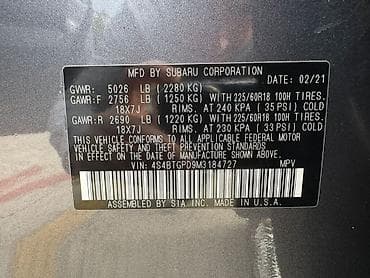 MFD BY SUBARU CORPORATION DATE: 02/21
GVWR: 5026 LB (2280 KG)
GAWR:F 2756 LB (1250 KG) WITH 225/60R18 100H TIRES,
18X7J RIMS. AT 240 KPA (35 PSI) COLD
GAWR:R 2690 LB (1220 KG) WITH 225/60R18 100H TIRES,
18X7J RIMS. AT 230 KPA (33 PSI) COLD
THIS VEHICLE CONFORMS TO ALL APPLICABLE FEDERAL MOTOR
VEHICLE SAFETY, BUMPER, AND THEFT PREVENTION STANDARDS
IN EFFECT ON THE DATE OF MANUFACTURE SHOWN ABOVE.
VIN: 4S4BTGPD9M3184727 MPV
ASSEMBLED BY SIA INC. MADE IN U.S.A.